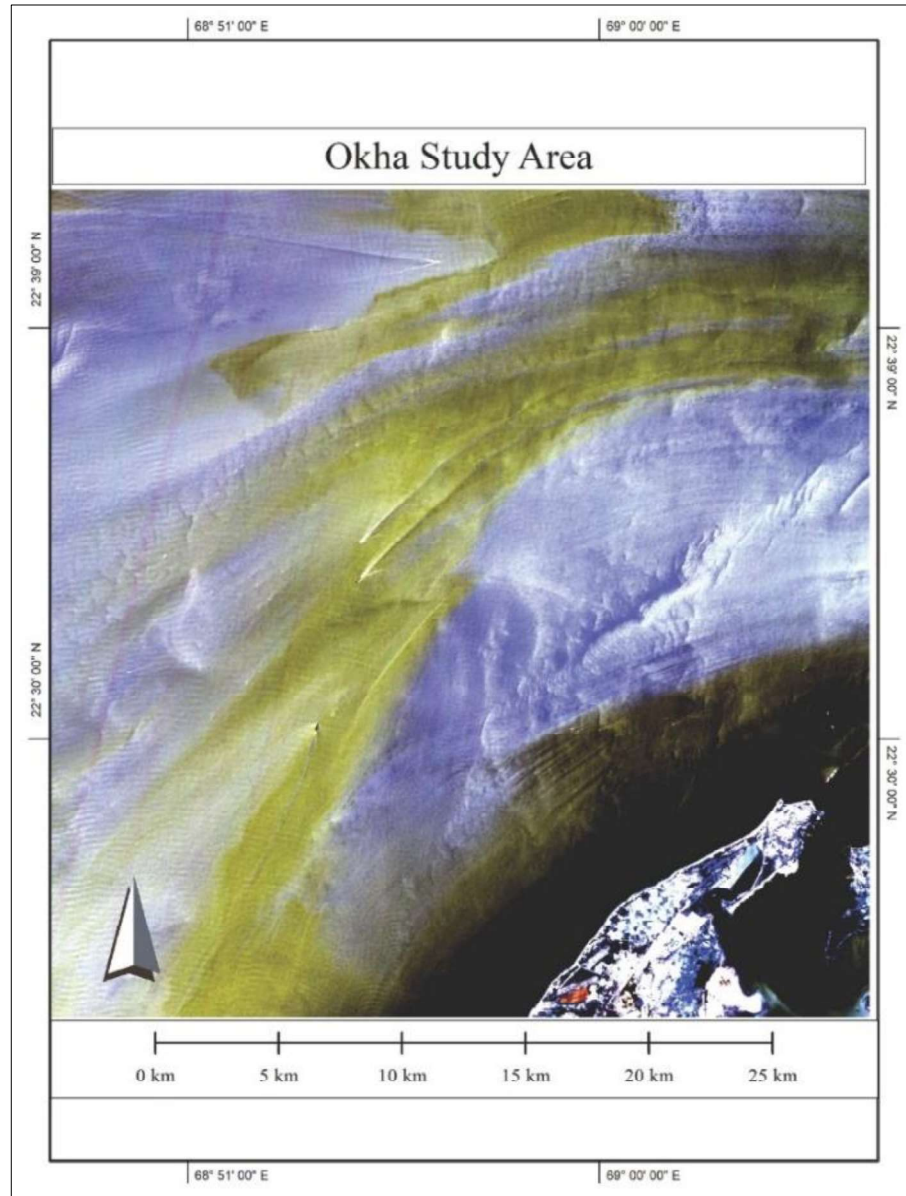 68° 51' 00" E 69° 00' 00" E
Okha Study Area
22° 39' 00" N
22° 39' 00" N
22° 30' 00" N
22° 30' 00" N
0 km 5 km 10 km 15 km 20 km 25 km
68° 51' 00" E 69° 00' 00" E